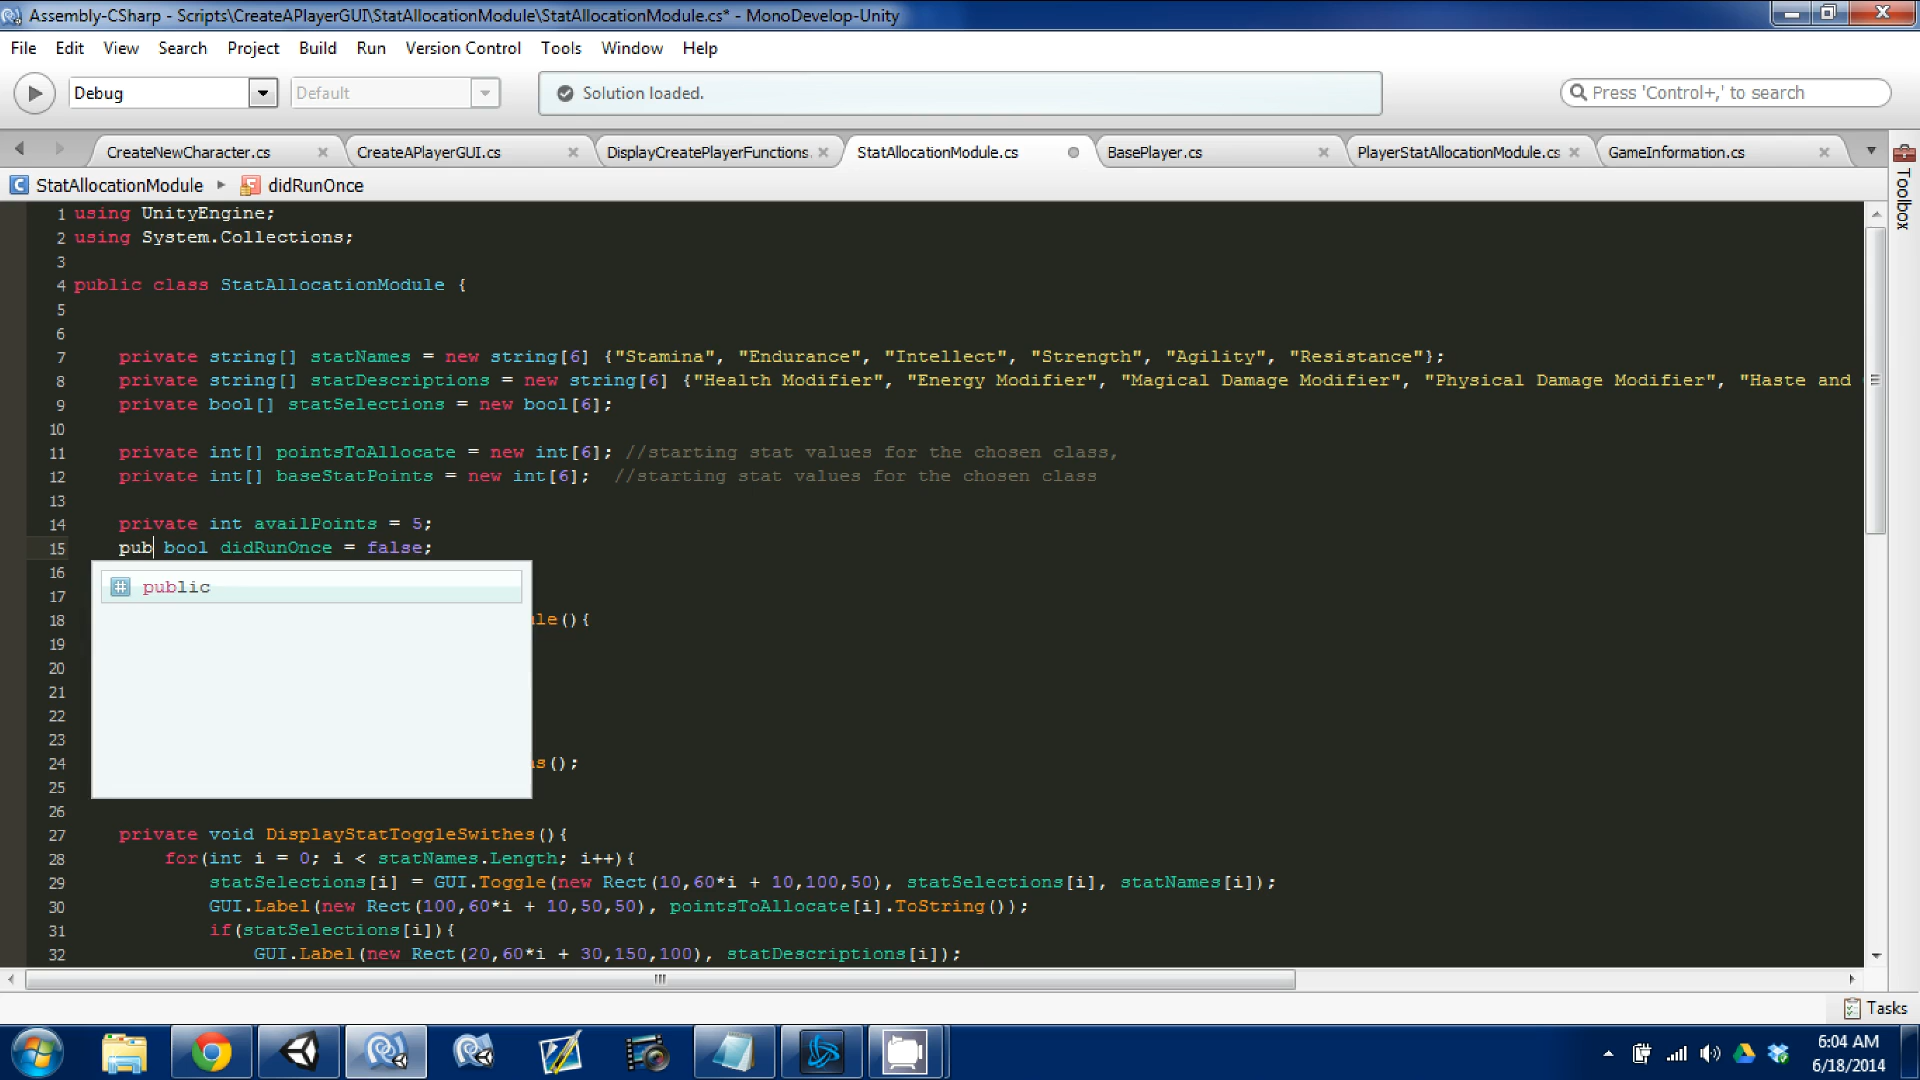 Assembly-CSharp - Scripts\CreateAPlayerGUI\StatAllocationModule\StatAllocationModule.cs* - MonoDevelop-Unity
File Edit View Search Project Build Run Version Control Tools Window Help
Debug Default Solution loaded. Press 'Control+,' to search
CreateNewCharacter.cs CreateAPlayerGUI.cs DisplayCreatePlayerFunctions. StatAllocationModule.cs BasePlayer.cs PlayerStatAllocationModule.cs GameInformation.cs
Toolbox
StatAllocationModule didRunOnce
1 using UnityEngine;
2 using System.Collections;
3
4 public class StatAllocationModule {
5
6
7 private string[] statNames = new string[6] {"Stamina", "Endurance", "Intellect", "Strength", "Agility", "Resistance"};
8 private string[] statDescriptions = new string[6] {"Health Modifier", "Energy Modifier", "Magical Damage Modifier", "Physical Damage Modifier", "Haste and
9 private bool[] statSelections = new bool[6];
10
11 private int[] pointsToAllocate = new int[6]; //starting stat values for the chosen class,
12 private int[] baseStatPoints = new int[6]; //starting stat values for the chosen class
13
14 private int availPoints = 5;
15 pub bool didRunOnce = false;
16 public
17
18 ule(){
19
20
21
22
23
24 ns();
25
26
27 private void DisplayStatToggleSwithes(){
28 for(int i = 0; i < statNames.Length; i++){
29 statSelections[i] = GUI.Toggle(new Rect(10,60*i + 10,100,50), statSelections[i], statNames[i]);
30 GUI.Label(new Rect(100,60*i + 10,50,50), pointsToAllocate[i].ToString());
31 if(statSelections[i]){
32 GUI.Label(new Rect(20,60*i + 30,150,100), statDescriptions[i]);
Tasks
6:04 AM
6/18/2014